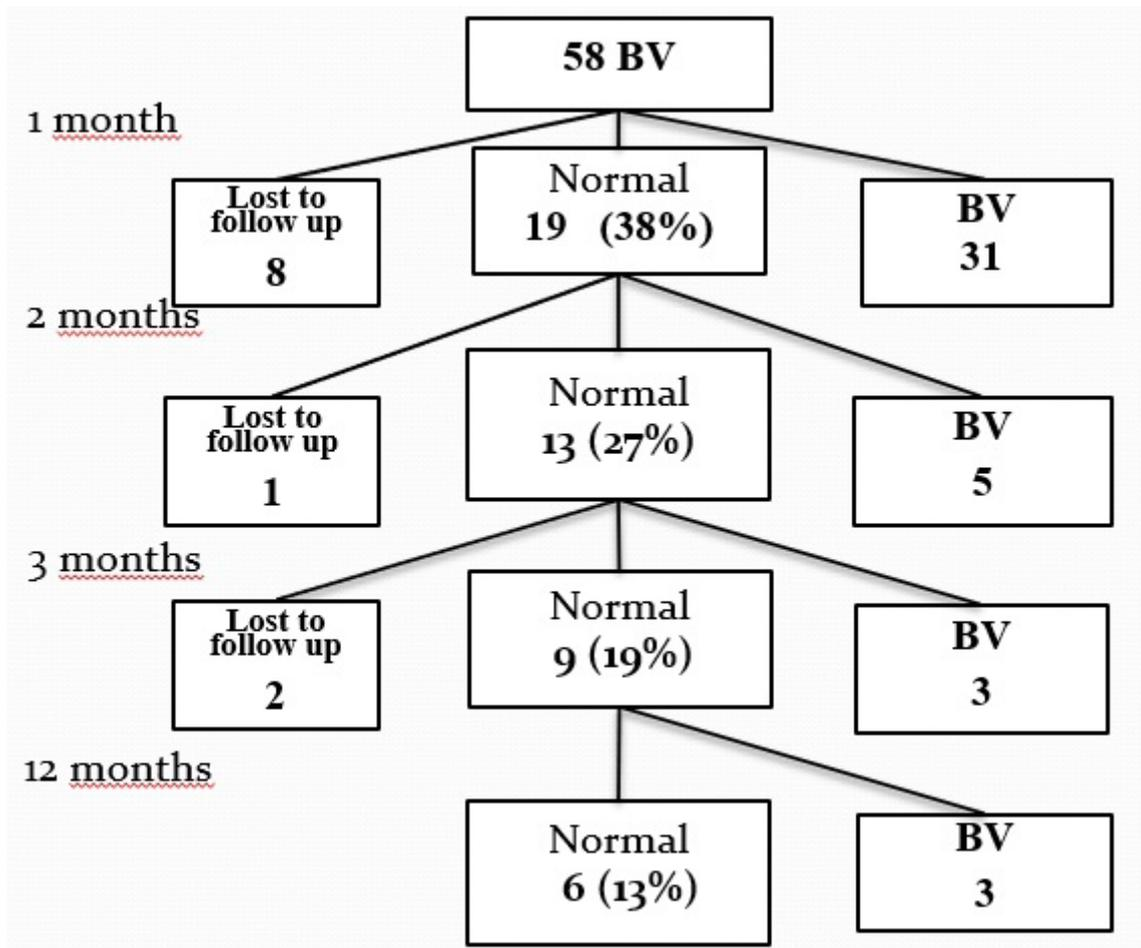 58 BV
1 month
Lost to
follow up
8
Normal
19 (38%)
BV
31
2 months
Lost to
follow up
1
Normal
13 (27%)
BV
5
3 months
Lost to
follow up
2
Normal
9 (19%)
BV
3
12 months
Normal
6 (13%)
BV
3